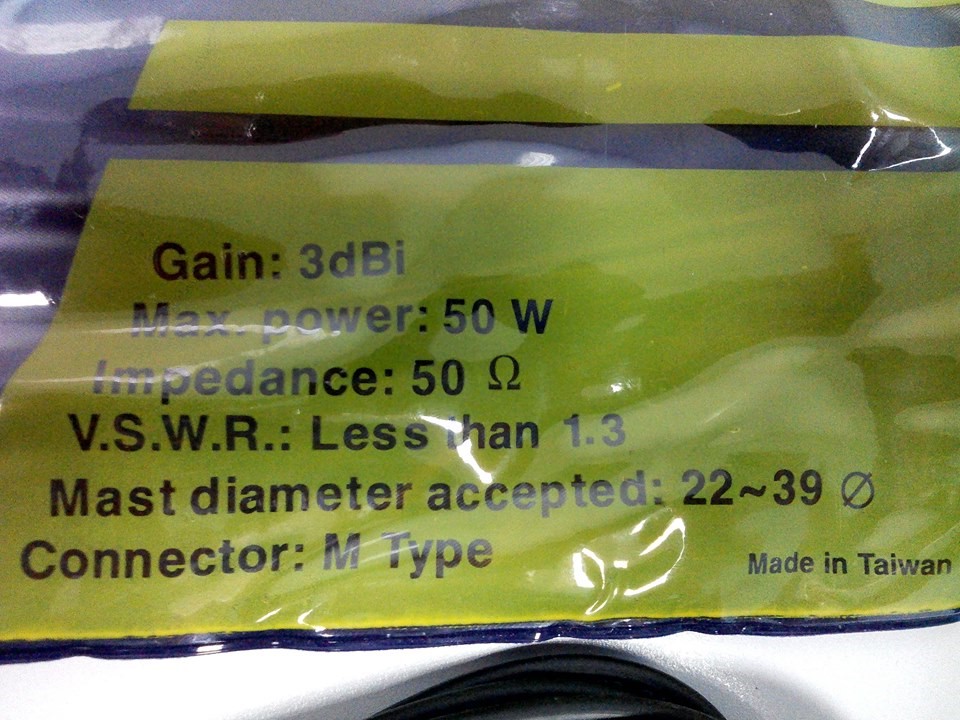 Gain: 3dBi
Max. power: 50 W
Impedance: 50 Ω
V.S.W.R.: Less than 1.3
Mast diameter accepted: 22~39 Ø
Connector: M Type
Made in Taiwan